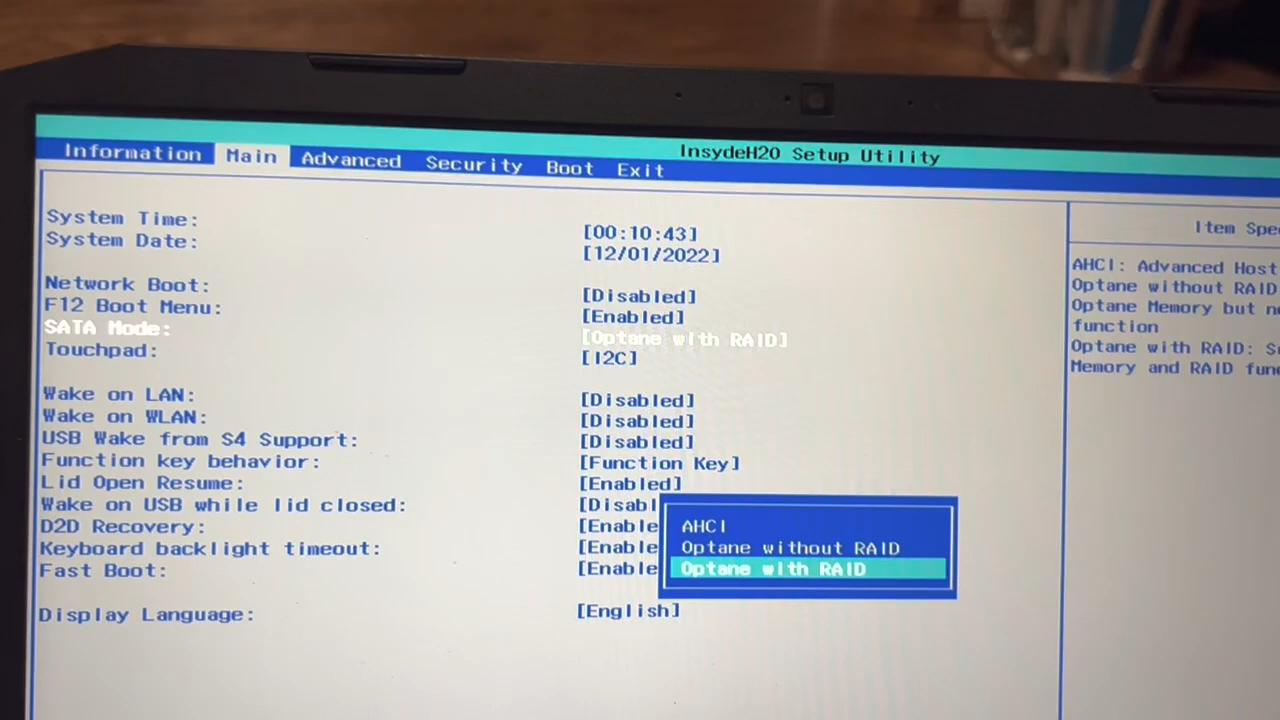 InsydeH20 Setup Utility
Information Main Advanced Security Boot Exit
System Time: [00:10:43]
System Date: [12/01/2022]
Network Boot: [Disabled]
F12 Boot Menu: [Enabled]
SATA Mode: [Optane with RAID]
Touchpad: [I2C]
Wake on LAN: [Disabled]
Wake on WLAN: [Disabled]
USB Wake from S4 Support: [Disabled]
Function key behavior: [Function Key]
Lid Open Resume: [Enabled]
Wake on USB while lid closed: [Disabl
D2D Recovery: [Enable
Keyboard backlight timeout: [Enable
Fast Boot: [Enable
Display Language: [English]
AHCI
Optane without RAID
Optane with RAID
Item Spe
AHCI: Advanced Host
Optane without RAID
Optane Memory but n
function
Optane with RAID: S
Memory and RAID fun